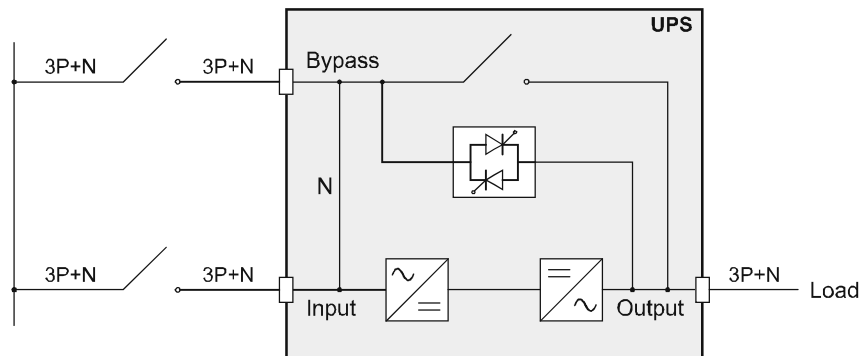 UPS
3P+N
3P+N
Bypass
N
3P+N
3P+N
Input
Output
3P+N
Load